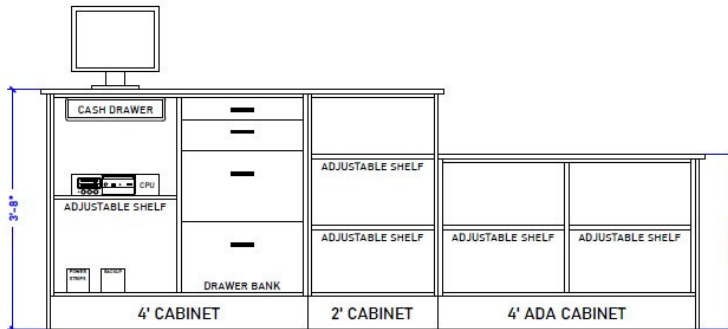 CASH DRAWER
CPU
ADJUSTABLE SHELF
ADJUSTABLE SHELF
3'-8"
ADJUSTABLE SHELF
ADJUSTABLE SHELF
ADJUSTABLE SHELF
POWER
STRIPS
BACKUP
DRAWER BANK
4' CABINET
2' CABINET
4' ADA CABINET